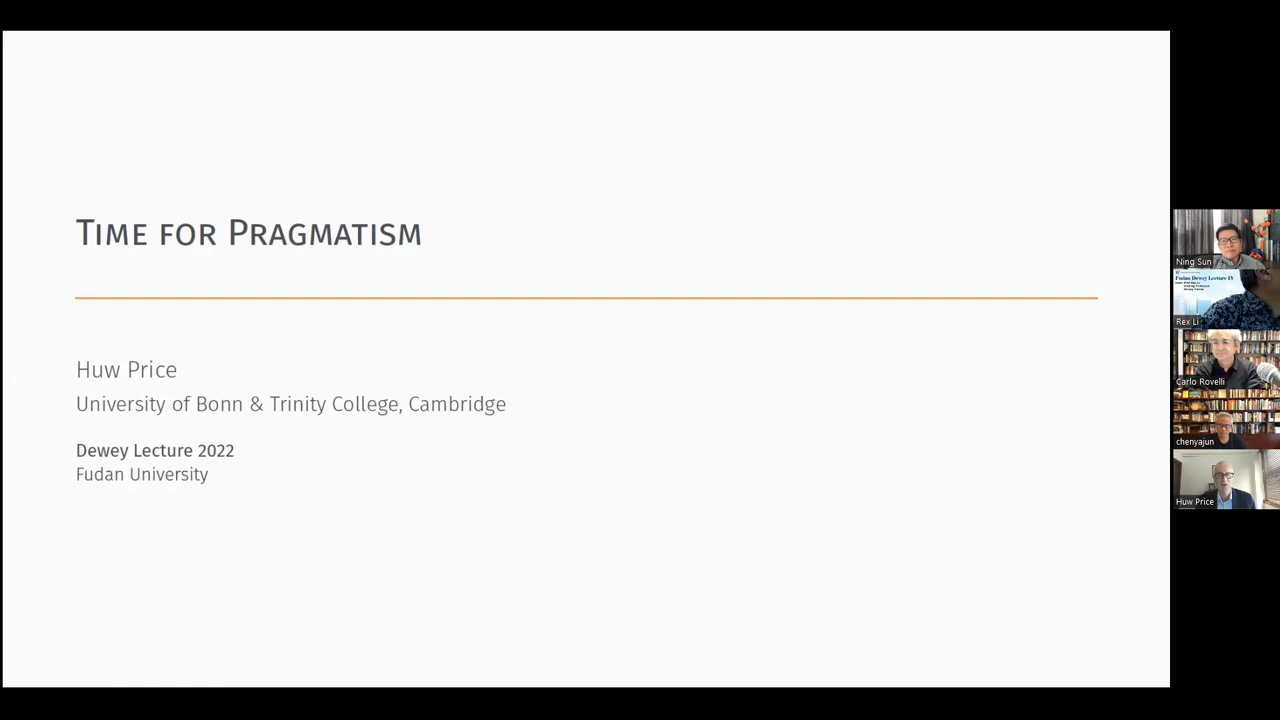 TIME FOR PRAGMATISM
Huw Price
University of Bonn & Trinity College, Cambridge
Dewey Lecture 2022
Fudan University
Ning Sun
Fudan Dewey Lecture IV
Rex Li
Carlo Rovelli
chenyajun
Huw Price